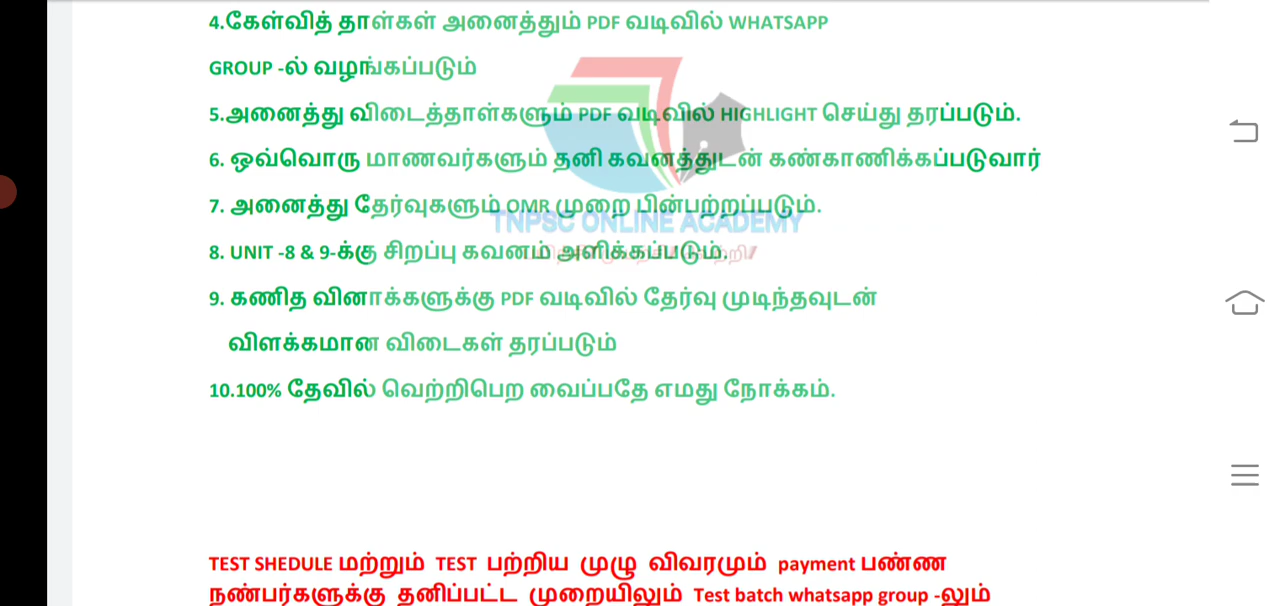 4.கேள்வித் தாள்கள் அனைத்தும் PDF வடிவில் WHATSAPP
GROUP -ல் வழங்கப்படும்
5.அனைத்து விடைத்தாள்களும் PDF வடிவில் HIGHLIGHT செய்து தரப்படும்.
6. ஒவ்வொரு மாணவர்களும் தனி கவனத்துடன் கண்காணிக்கப்படுவார்
7. அனைத்து தேர்வுகளும் OMR முறை பின்பற்றப்படும்.
TNPSC ONLINE ACADEMY
8. UNIT -8 & 9-க்கு சிறப்பு கவனம் அளிக்கப்படும்.
9. கணித வினாக்களுக்கு PDF வடிவில் தேர்வு முடிந்தவுடன்
விளக்கமான விடைகள் தரப்படும்
10.100% தேவில் வெற்றிபெற வைப்பதே எமது நோக்கம்.
TEST SHEDULE மற்றும் TEST பற்றிய முழு விவரமும் payment பண்ண
நண்பர்களுக்கு தனிப்பட்ட முறையிலும் Test batch whatsapp group -லும்